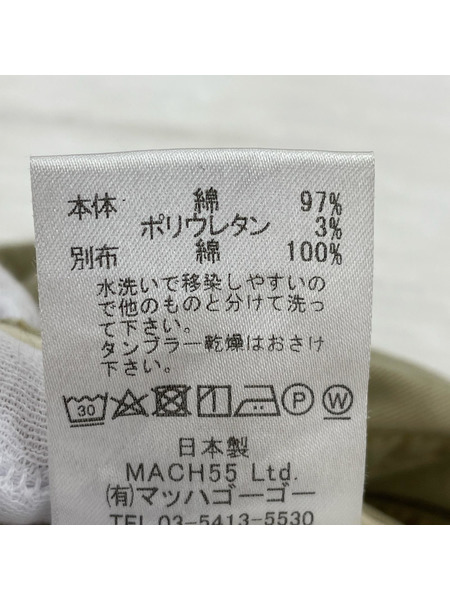 本体 綿 97%
ポリウレタン 3%
別布 綿 100%
水洗いで移染しやすいの
で他のものと分けて洗っ
て下さい。
タンブラー乾燥はおさけ
下さい。
30 P W
日本製
MACH55 Ltd.
(有)マッハゴーゴー
TEL 03-5413-5530